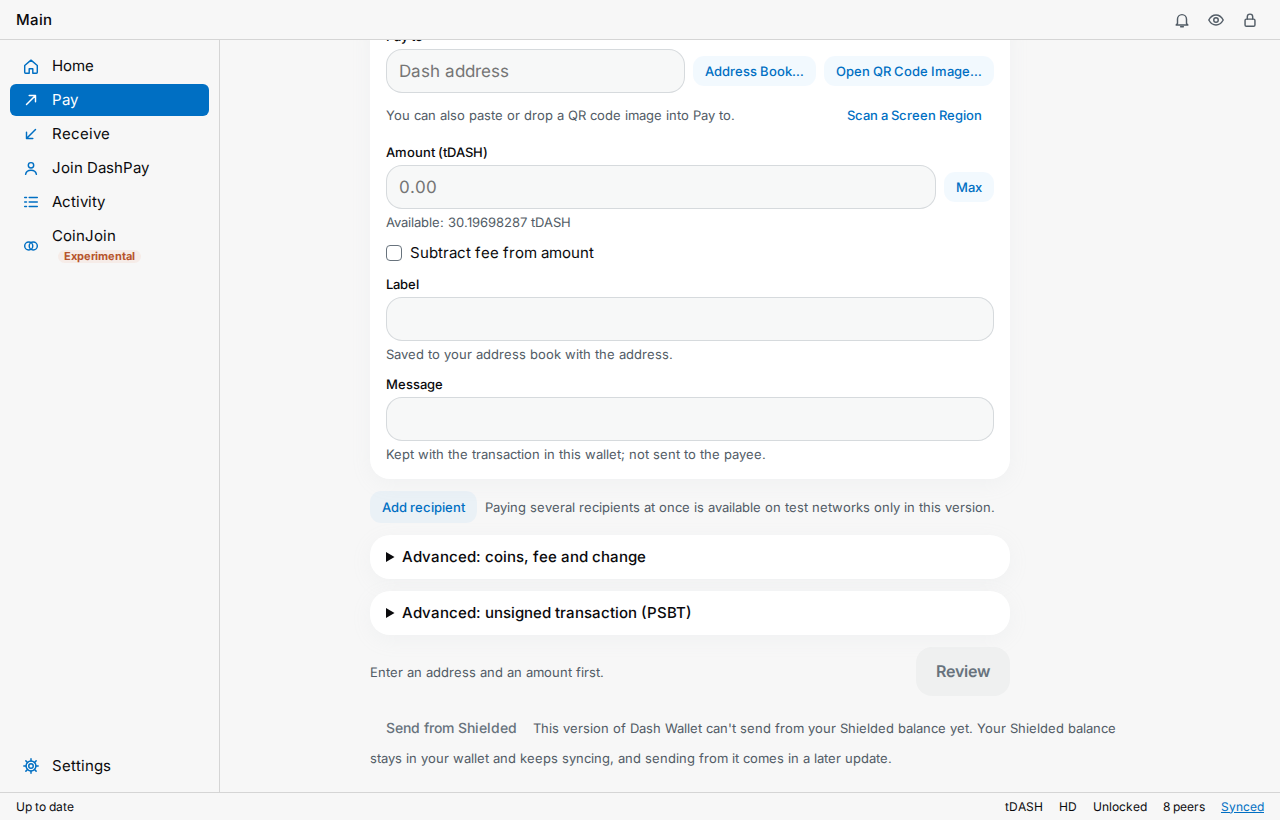 Main
Home
Pay
Receive
Join DashPay
Activity
CoinJoin
Experimental
Settings
Pay to
Dash address
Address Book...
Open QR Code Image...
You can also paste or drop a QR code image into Pay to.
Scan a Screen Region
Amount (tDASH)
0.00
Max
Available: 30.19698287 tDASH
Subtract fee from amount
Label
Saved to your address book with the address.
Message
Kept with the transaction in this wallet; not sent to the payee.
Add recipient
Paying several recipients at once is available on test networks only in this version.
Advanced: coins, fee and change
Advanced: unsigned transaction (PSBT)
Enter an address and an amount first.
Review
Send from Shielded This version of Dash Wallet can't send from your Shielded balance yet. Your Shielded balance
stays in your wallet and keeps syncing, and sending from it comes in a later update.
Up to date
tDASH
HD
Unlocked
8 peers
Synced